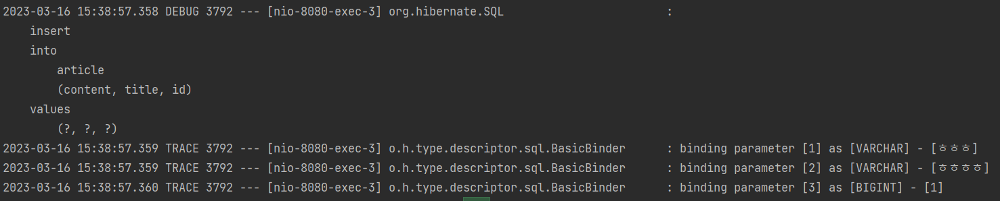 2023-03-16 15:38:57.358 DEBUG 3792 --- [nio-8080-exec-3] org.hibernate.SQL                        :
    insert
    into
        article
        (content, title, id)
    values
        (?, ?, ?)
2023-03-16 15:38:57.359 TRACE 3792 --- [nio-8080-exec-3] o.h.type.descriptor.sql.BasicBinder      : binding parameter [1] as [VARCHAR] - [ㅎㅎㅎ]
2023-03-16 15:38:57.359 TRACE 3792 --- [nio-8080-exec-3] o.h.type.descriptor.sql.BasicBinder      : binding parameter [2] as [VARCHAR] - [ㅎㅎㅎㅎ]
2023-03-16 15:38:57.360 TRACE 3792 --- [nio-8080-exec-3] o.h.type.descriptor.sql.BasicBinder      : binding parameter [3] as [BIGINT] - [1]